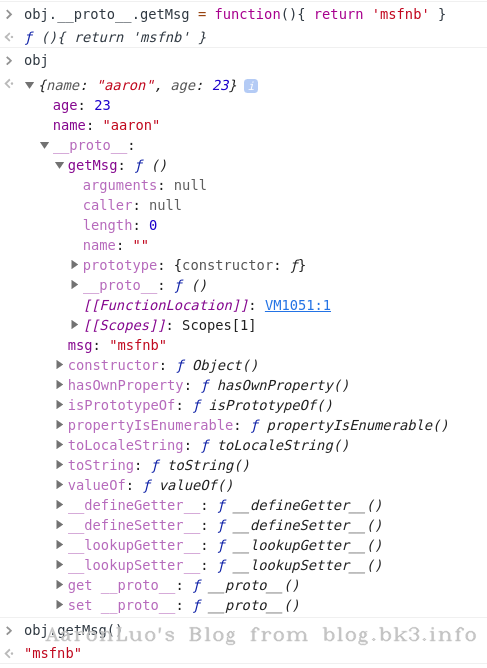 obj.__proto__.getMsg = function(){ return 'msfnb' }
ƒ (){ return 'msfnb' }
obj
{name: "aaron", age: 23} i
age: 23
name: "aaron"
__proto__:
getMsg: ƒ ()
arguments: null
caller: null
length: 0
name: ""
prototype: {constructor: ƒ}
__proto__: ƒ ()
[[FunctionLocation]]: VM1051:1
[[Scopes]]: Scopes[1]
msg: "msfnb"
constructor: ƒ Object()
hasOwnProperty: ƒ hasOwnProperty()
isPrototypeOf: ƒ isPrototypeOf()
propertyIsEnumerable: ƒ propertyIsEnumerable()
toLocaleString: ƒ toLocaleString()
toString: ƒ toString()
valueOf: ƒ valueOf()
__defineGetter__: ƒ __defineGetter__()
__defineSetter__: ƒ __defineSetter__()
__lookupGetter__: ƒ __lookupGetter__()
__lookupSetter__: ƒ __lookupSetter__()
get __proto__: ƒ __proto__()
set __proto__: ƒ __proto__()
obj.getMsg()
AaronLuo's Blog from blog.bk3.info
"msfnb"